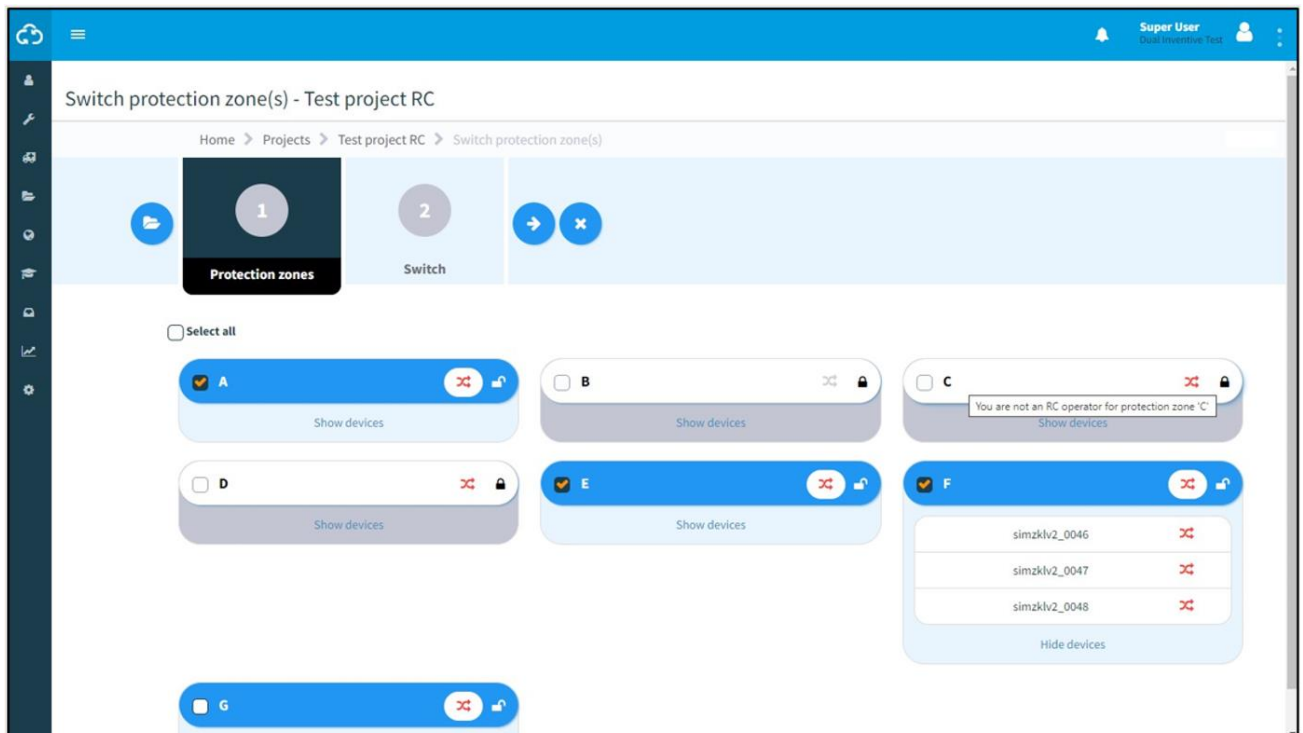 Super User
Dual Inventive Test
Switch protection zone(s) - Test project RC
Home > Projects > Test project RC > Switch protection zone(s)
1
2
Protection zones
Switch
Select all
A
B
C
You are not an RC operator for protection zone 'C'
Show devices
Show devices
Show devices
D
E
F
Show devices
Show devices
simzklv2_0046
simzklv2_0047
simzklv2_0048
Hide devices
G